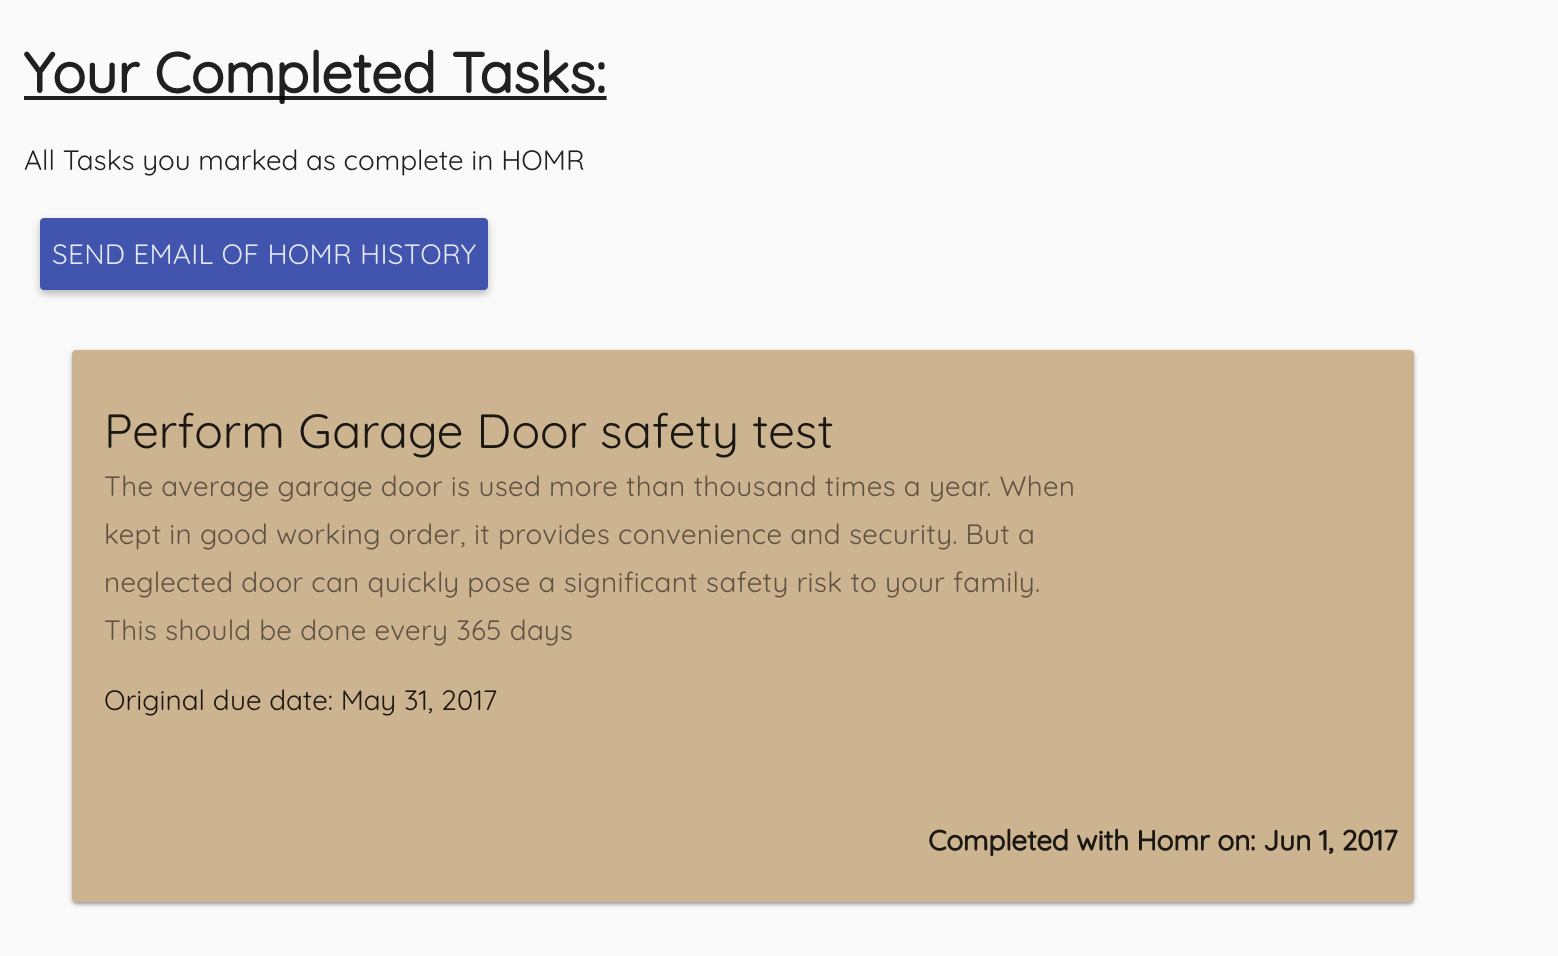 Your Completed Tasks:
All Tasks you marked as complete in HOMR
SEND EMAIL OF HOMR HISTORY
Perform Garage Door safety test
The average garage door is used more than thousand times a year. When
kept in good working order, it provides convenience and security. But a
neglected door can quickly pose a significant safety risk to your family.
This should be done every 365 days
Original due date: May 31, 2017
Completed with Homr on: Jun 1, 2017